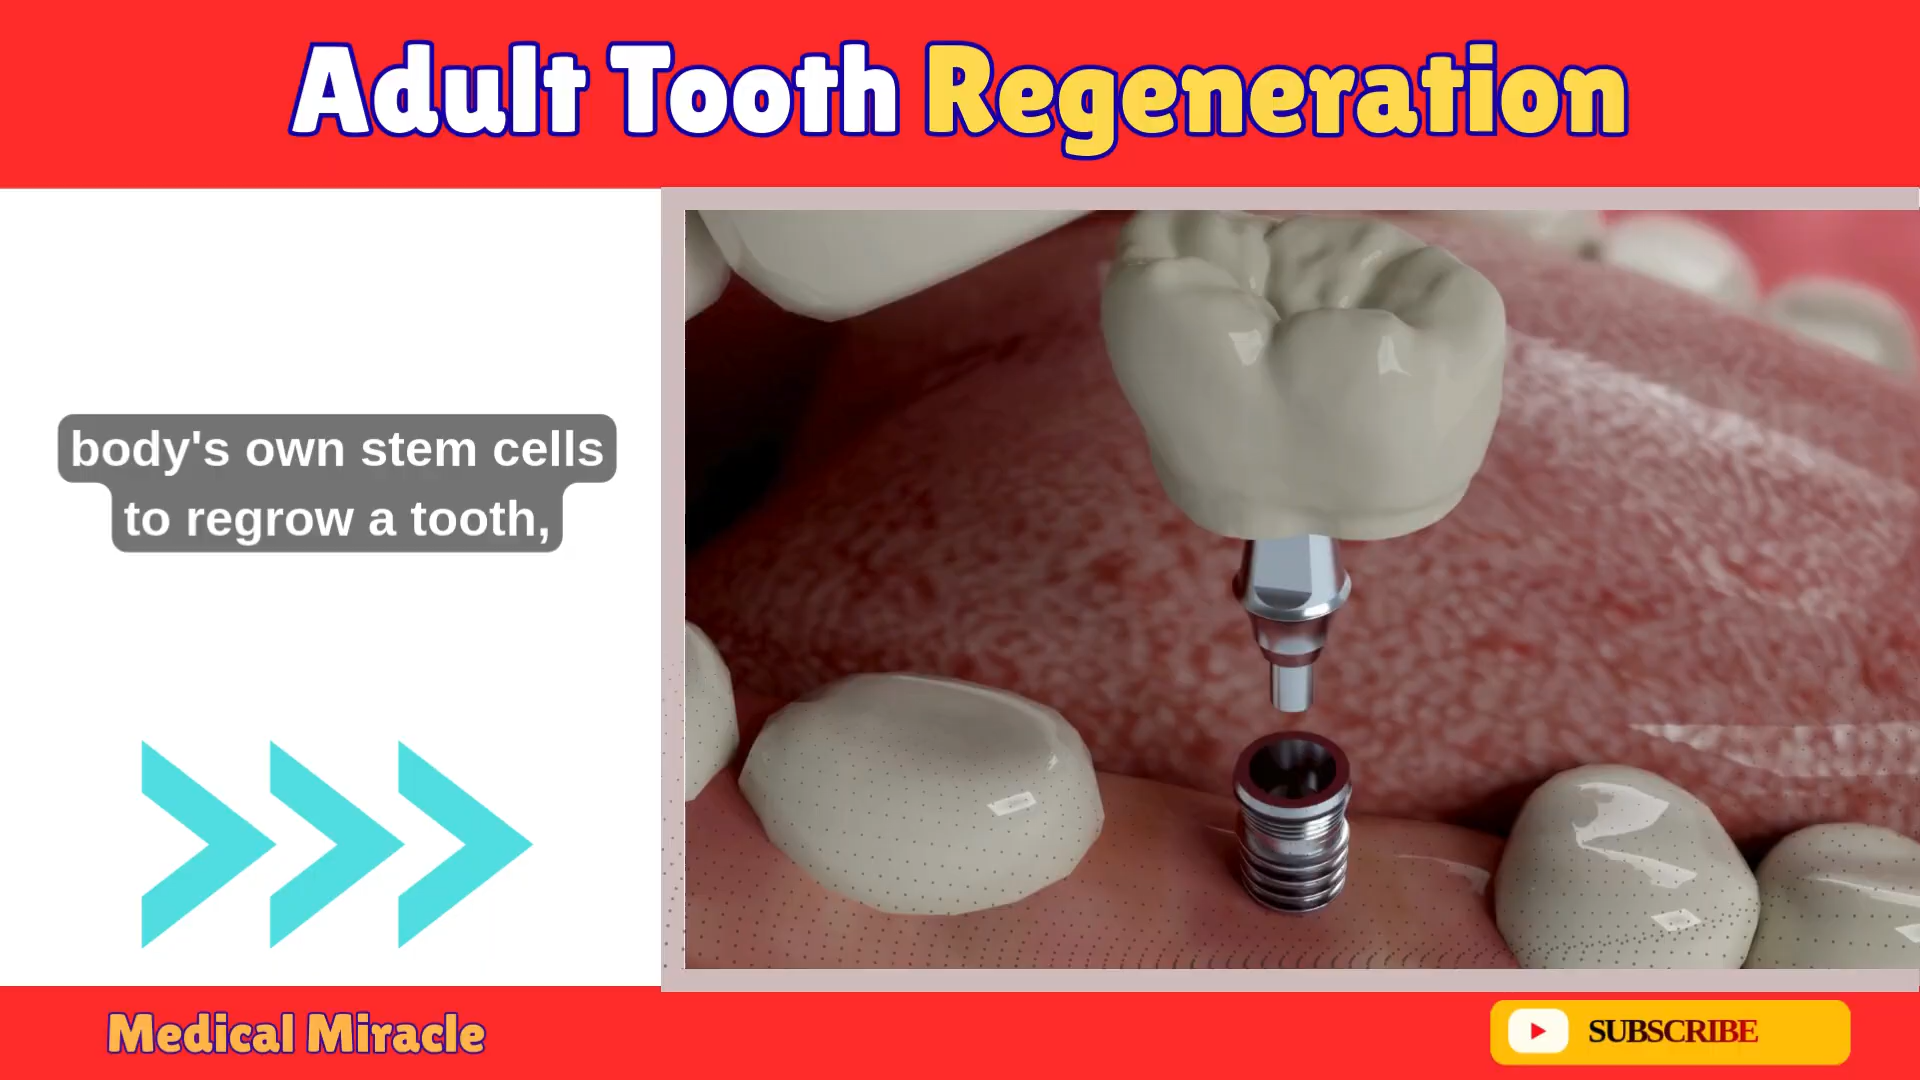 Adult Tooth Regeneration
body's own stem cells
to regrow a tooth,
Medical Miracle
SUBSCRIBE